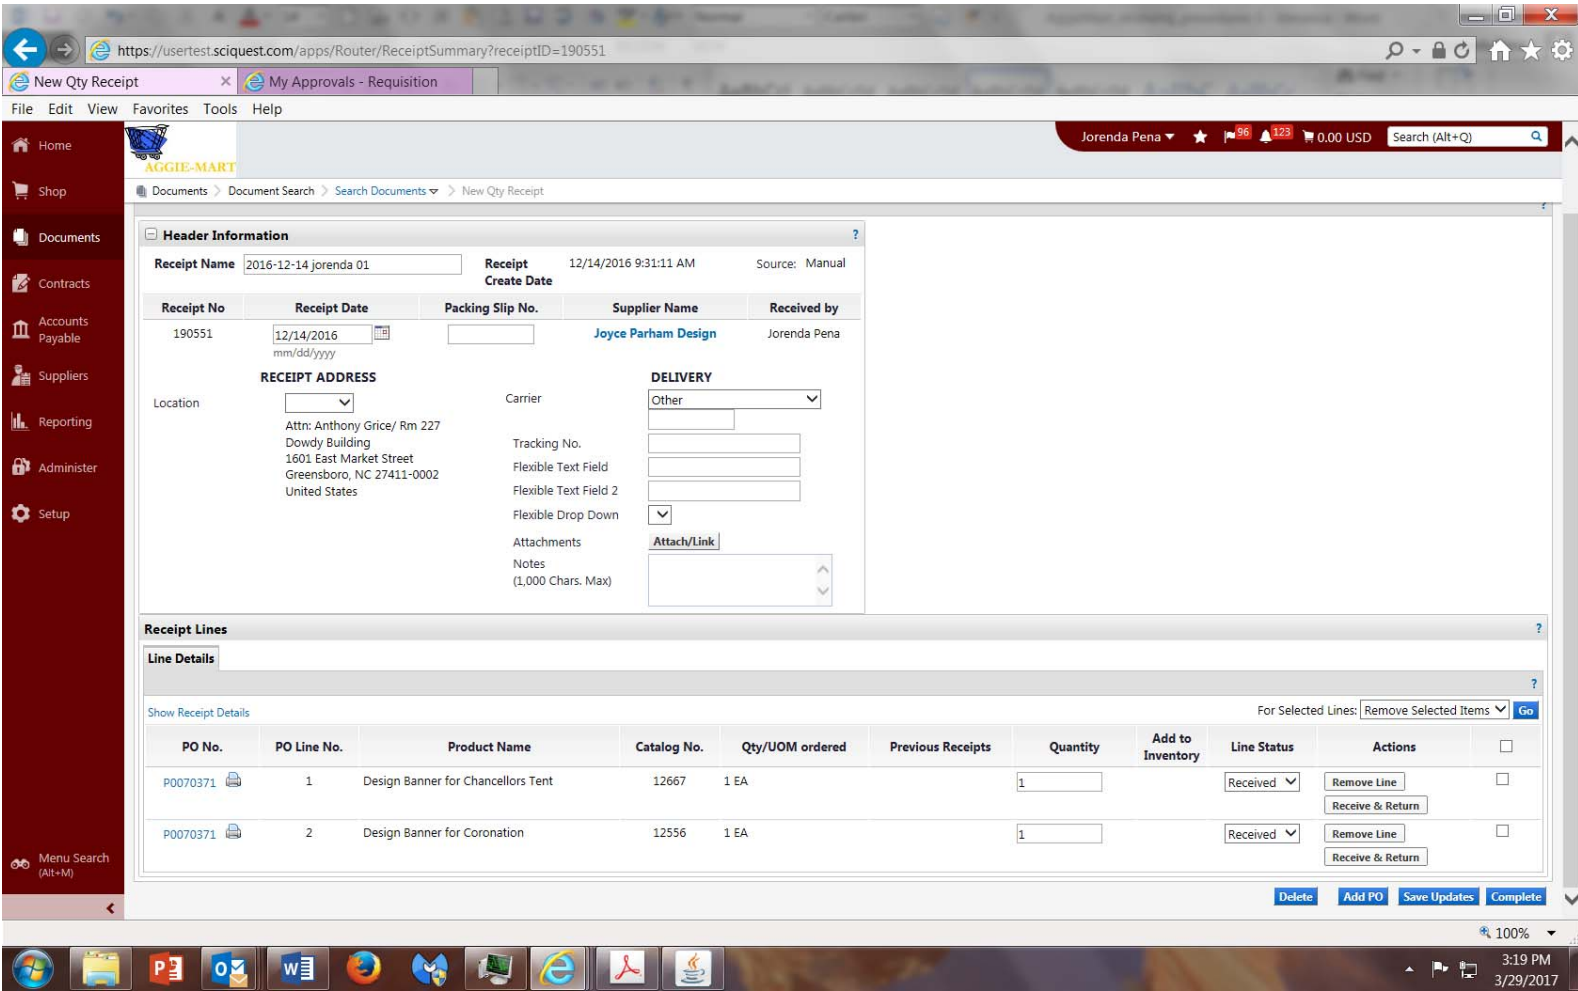 https://usertest.sciquest.com/apps/Router/ReceiptSummary?receiptID=190551
New Qty Receipt
My Approvals - Requisition
File Edit View Favorites Tools Help
Home
Shop
Documents
Contracts
Accounts Payable
Suppliers
Reporting
Administer
Setup
Menu Search
(Alt+M)
AGGIE-MART
Jorenda Pena 96 123 0.00 USD Search (Alt+Q)
Documents > Document Search > Search Documents > New Qty Receipt
?
Header Information ?
Receipt Name 2016-12-14 jorenda 01 Receipt Create Date 12/14/2016 9:31:11 AM Source: Manual
Receipt No Receipt Date Packing Slip No. Supplier Name Received by
190551 12/14/2016 Joyce Parham Design Jorenda Pena
mm/dd/yyyy
RECEIPT ADDRESS
Location
Attn: Anthony Grice/ Rm 227
Dowdy Building
1601 East Market Street
Greensboro, NC 27411-0002
United States
DELIVERY
Carrier Other
Tracking No.
Flexible Text Field
Flexible Text Field 2
Flexible Drop Down
Attachments Attach/Link
Notes
(1,000 Chars. Max)
Receipt Lines ?
Line Details
?
Show Receipt Details For Selected Lines: Remove Selected Items Go
PO No. PO Line No. Product Name Catalog No. Qty/UOM ordered Previous Receipts Quantity Add to Inventory Line Status Actions
P0070371 1 Design Banner for Chancellors Tent 12667 1 EA 1 Received Remove Line
Receive & Return
P0070371 2 Design Banner for Coronation 12556 1 EA 1 Received Remove Line
Receive & Return
Delete Add PO Save Updates Complete
100%
3:19 PM
3/29/2017